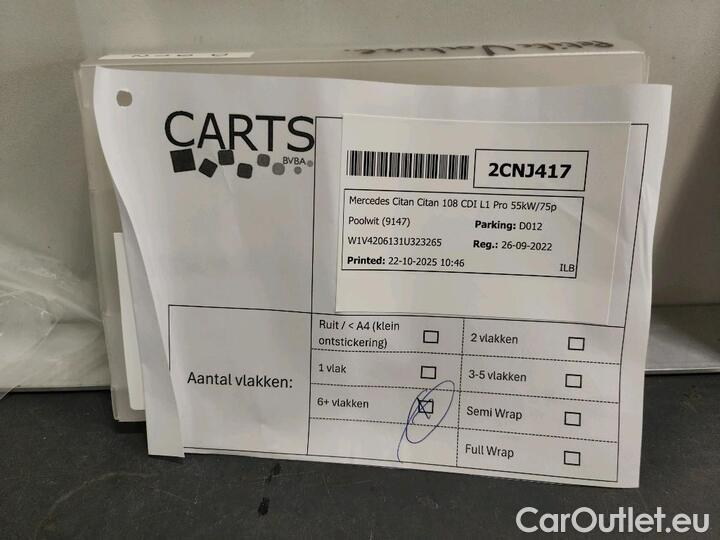 CARTS
BVBA
2CNJ417
Mercedes Citan Citan 108 CDI L1 Pro 55kW/75p
Poolwit (9147) Parking: D012
W1V4206131U323265 Reg.: 26-09-2022
Printed: 22-10-2025 10:46 ILB
Aantal vlakken:
Ruit / < A4 (klein
ontstickering)
2 vlakken
1 vlak
3-5 vlakken
6+ vlakken
Semi Wrap
Full Wrap
CarOutlet.eu